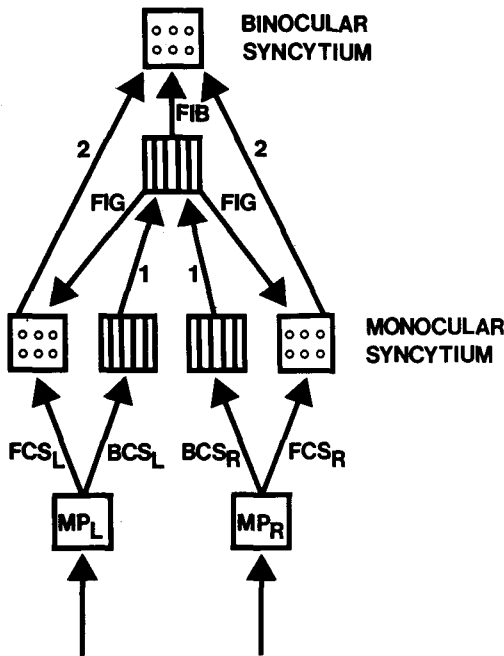 BINOCULAR
SYNCYTIUM
FIB
2
2
FIG
FIG
1
1
MONOCULAR
SYNCYTIUM
FCSL
BCSL
BCSR
FCSR
MPL
MPR